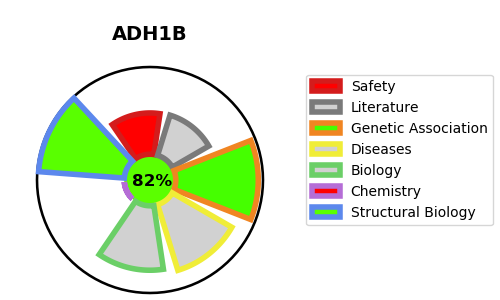 ADH1B
82%
Safety
Literature
Genetic Association
Diseases
Biology
Chemistry
Structural Biology